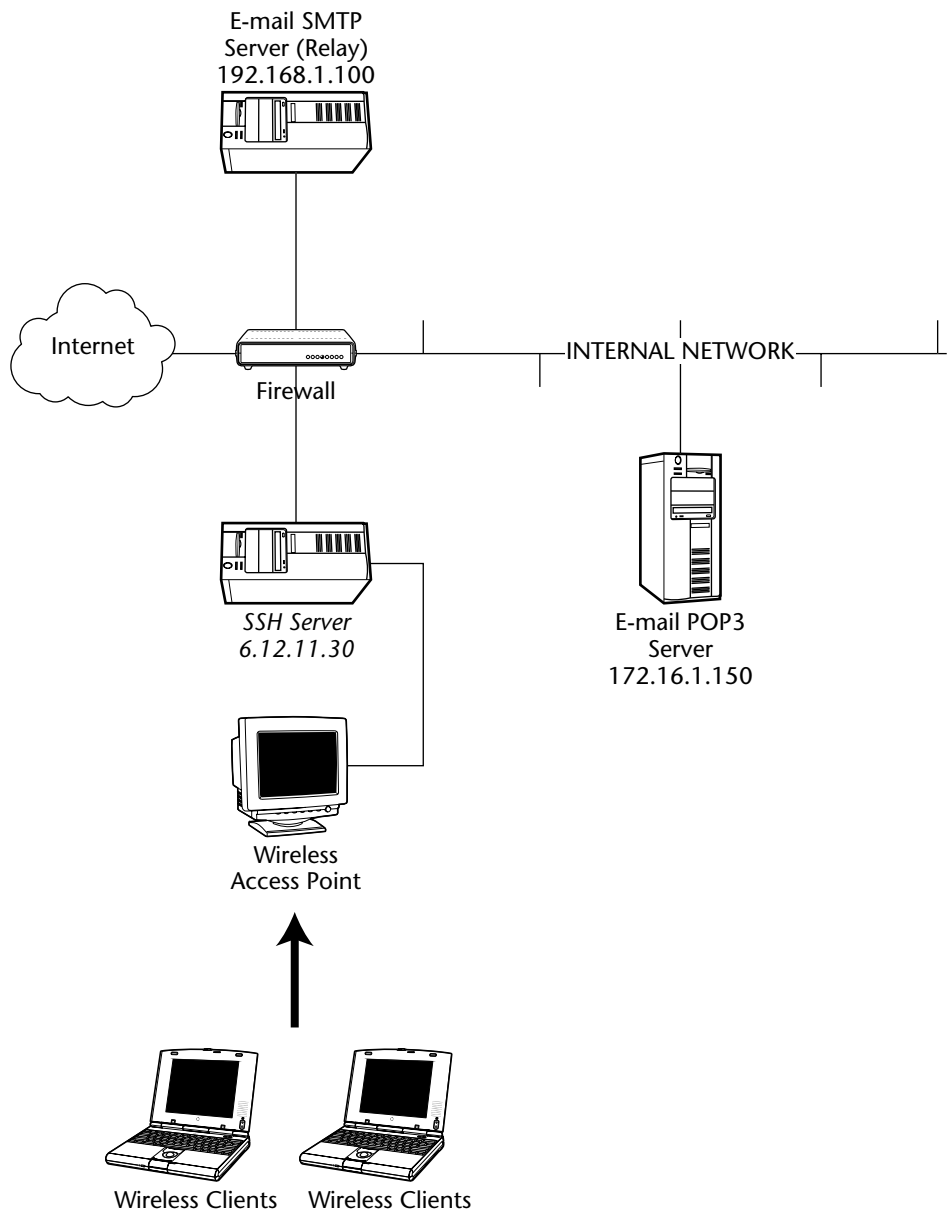 E-mail SMTP
Server (Relay)
192.168.1.100
Internet
INTERNAL NETWORK
Firewall
SSH Server
6.12.11.30
E-mail POP3
Server
172.16.1.150
Wireless
Access Point
Wireless Clients
Wireless Clients